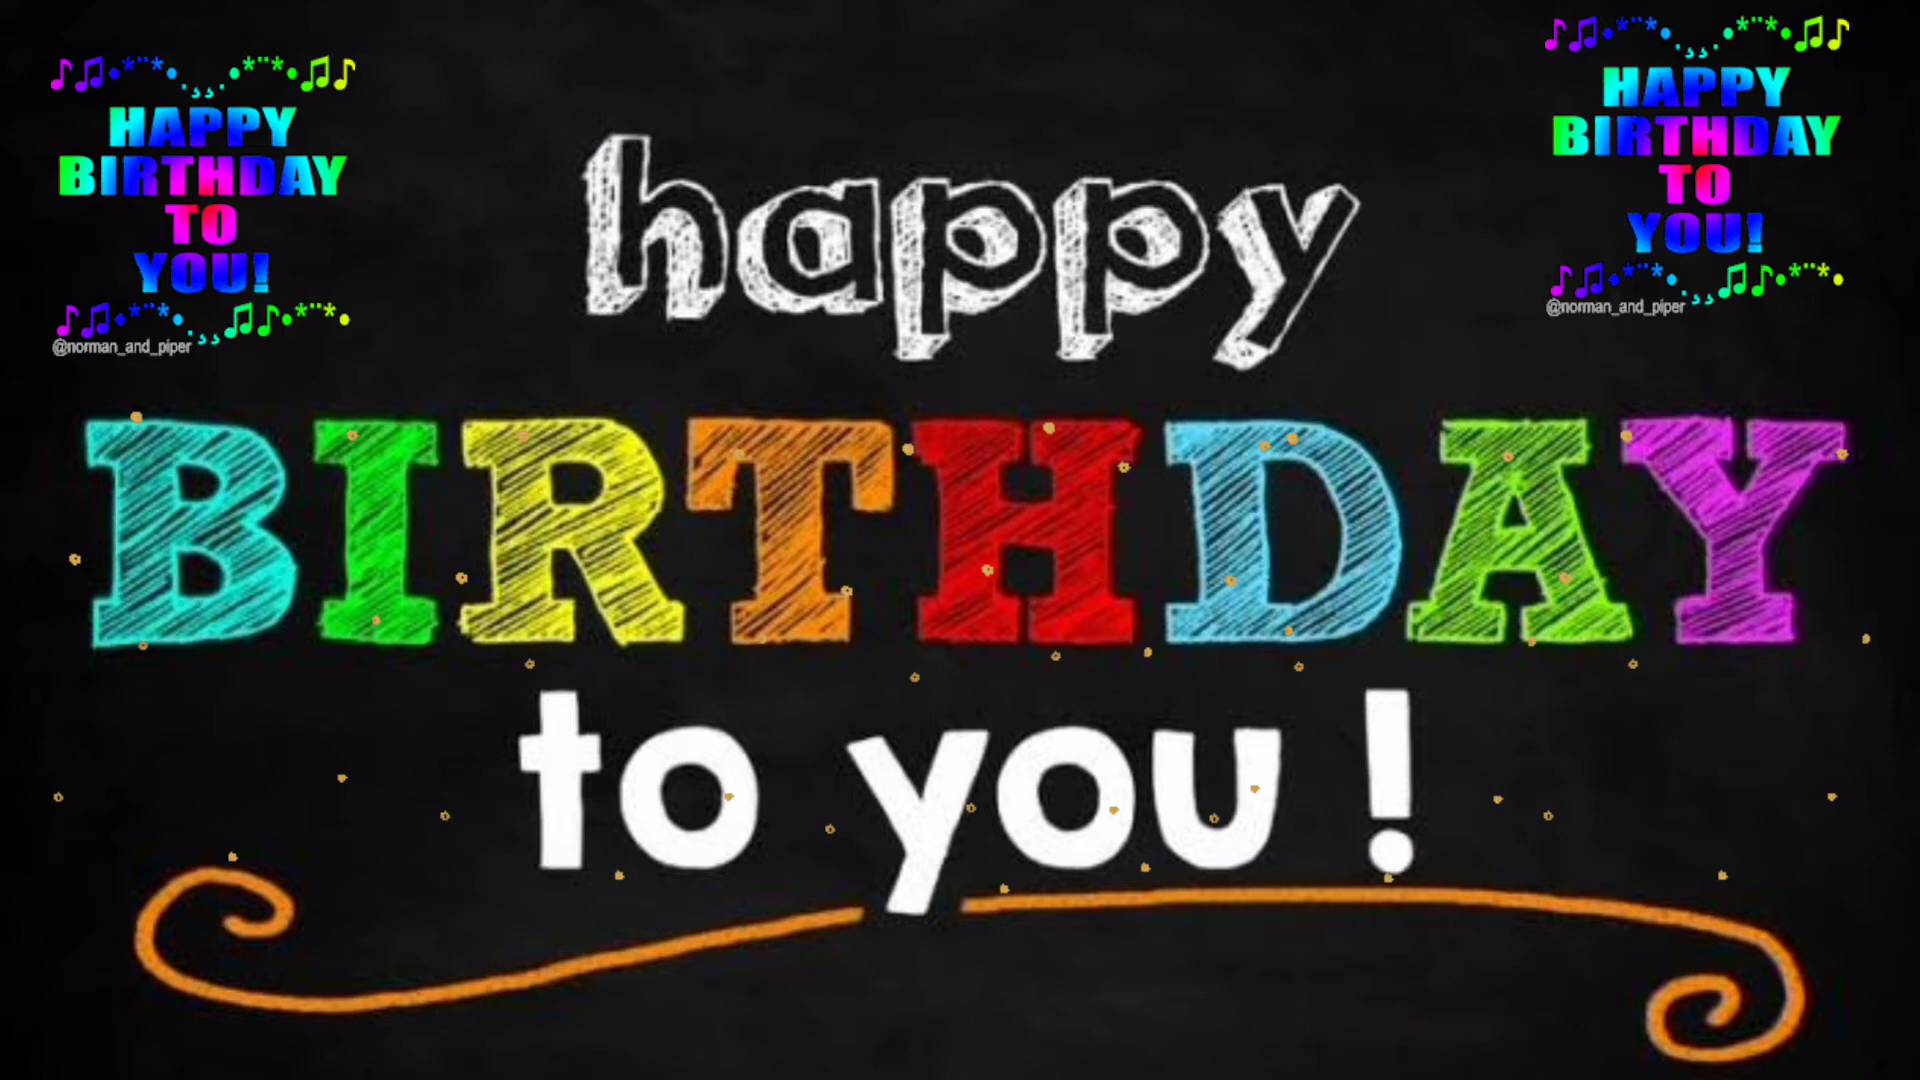 HAPPY
BIRTHDAY
TO
YOU!
@norman_and_piper
HAPPY
BIRTHDAY
TO
YOU!
@norman_and_piper
happy
BIRTHDAY
to you !